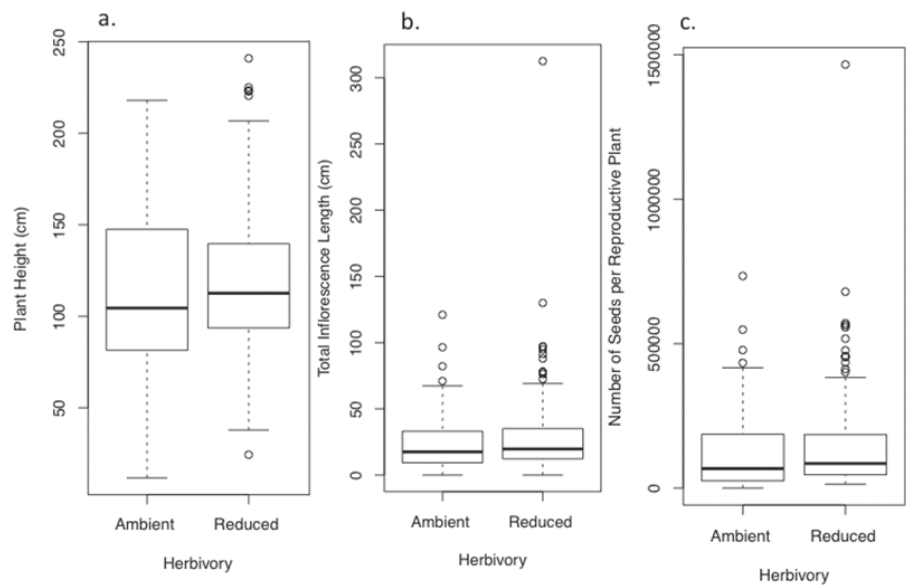 a.
Plant Height (cm)
250
200
150
100
50
Ambient
Reduced
Herbivory
b.
Total Inflorescence Length (cm)
300
250
200
150
100
50
0
Ambient
Reduced
Herbivory
c.
Number of Seeds per Reproductive Plant
1500000
1000000
500000
0
Ambient
Reduced
Herbivory